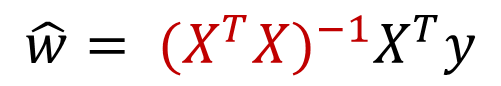 ŵ = (XᵀX)⁻¹Xᵀy